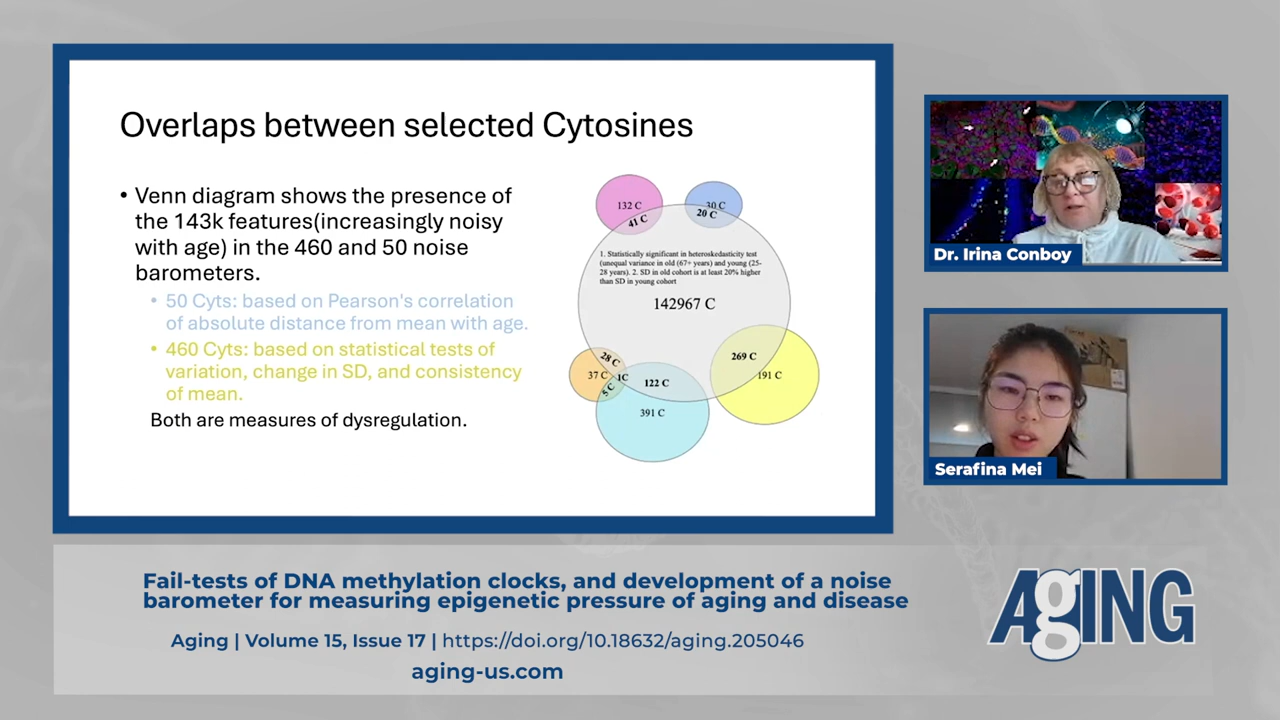 Overlaps between selected Cytosines
• Venn diagram shows the presence of
the 143k features(increasingly noisy
with age) in the 460 and 50 noise
barometers.
• 50 Cyts: based on Pearson's correlation
of absolute distance from mean with age.
• 460 Cyts: based on statistical tests of
variation, change in SD, and consistency
of mean.
Both are measures of dysregulation.
132 C
41 C
30 C
20 C
1. Statistically significant in heteroskedasticity test
(unequal variance in old (67+ years) and young (25-
28 years). 2. SD in old cohort is at least 20% higher
than SD in young cohort
142967 C
28 C
37 C
1C
5 C
122 C
391 C
269 C
191 C
Dr. Irina Conboy
Serafina Mei
Fail-tests of DNA methylation clocks, and development of a noise
barometer for measuring epigenetic pressure of aging and disease
Aging | Volume 15, Issue 17 | https://doi.org/10.18632/aging.205046
aging-us.com
AgING